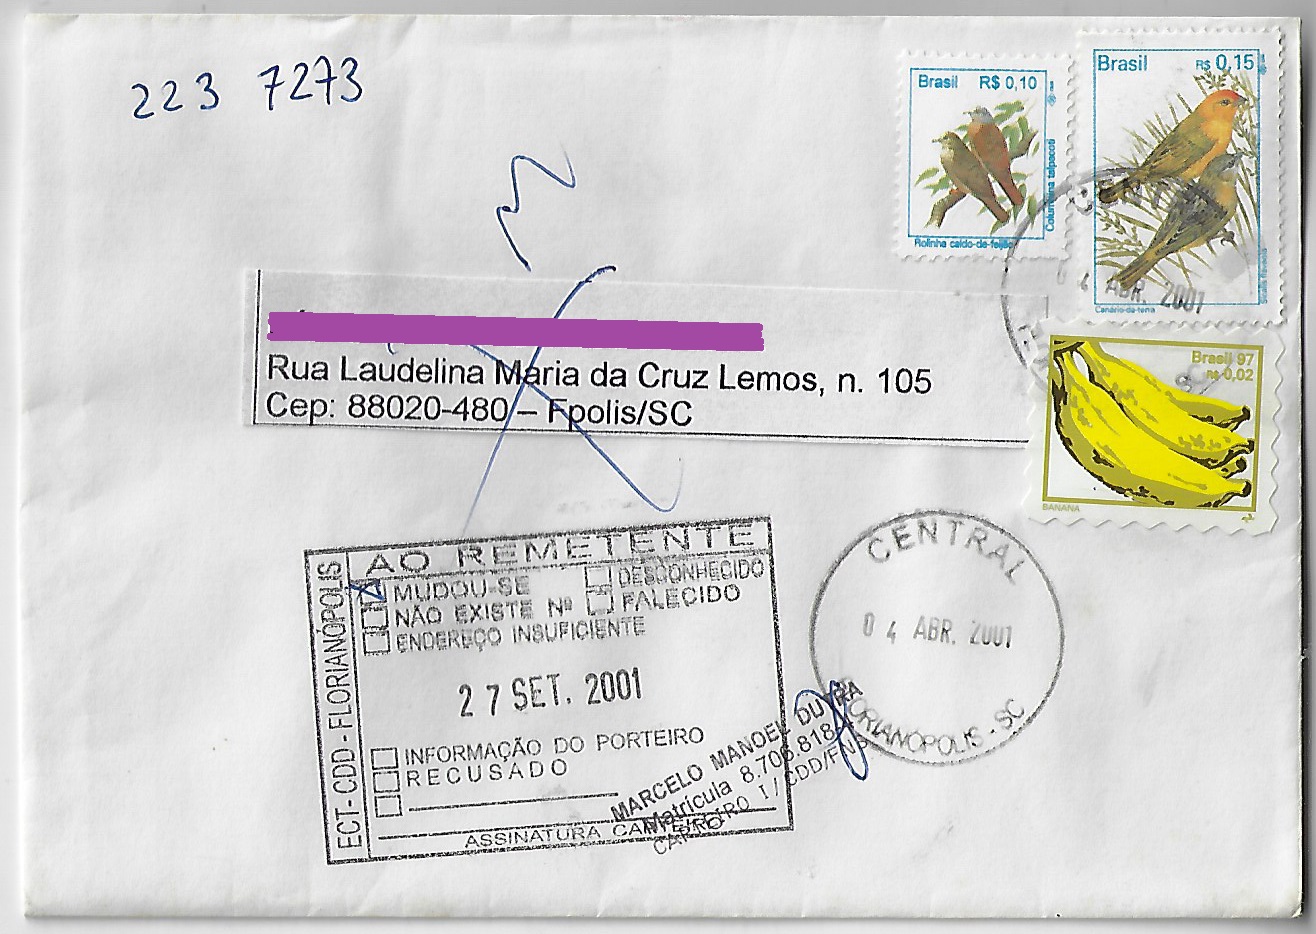 223 7273
Brasil R$ 0,10
Columbina talpacoti
Rolinha caldo-de-feijão
Brasil R$ 0,15
Canário-da-terra
04 ABR. 2001
Brasil 97
R$ 0,02
BANANA
Rua Laudelina Maria da Cruz Lemos, n. 105
Cep: 88020-480 – Fpolis/SC
ECT- CDD - FLORIANÓPOLIS
AO REMETENTE
MUDOU-SE DESCONHECIDO
NÃO EXISTE Nº FALECIDO
ENDEREÇO INSUFICIENTE
27 SET. 2001
INFORMAÇÃO DO PORTEIRO
RECUSADO
ASSINATURA CARTEIRO
MARCELO MANOEL DUTRA
Matrícula 8.706.818-
CARTEIRO I / CDD/FNS
CENTRAL
04 ABR. 2001
FLORIANOPOLIS - SC